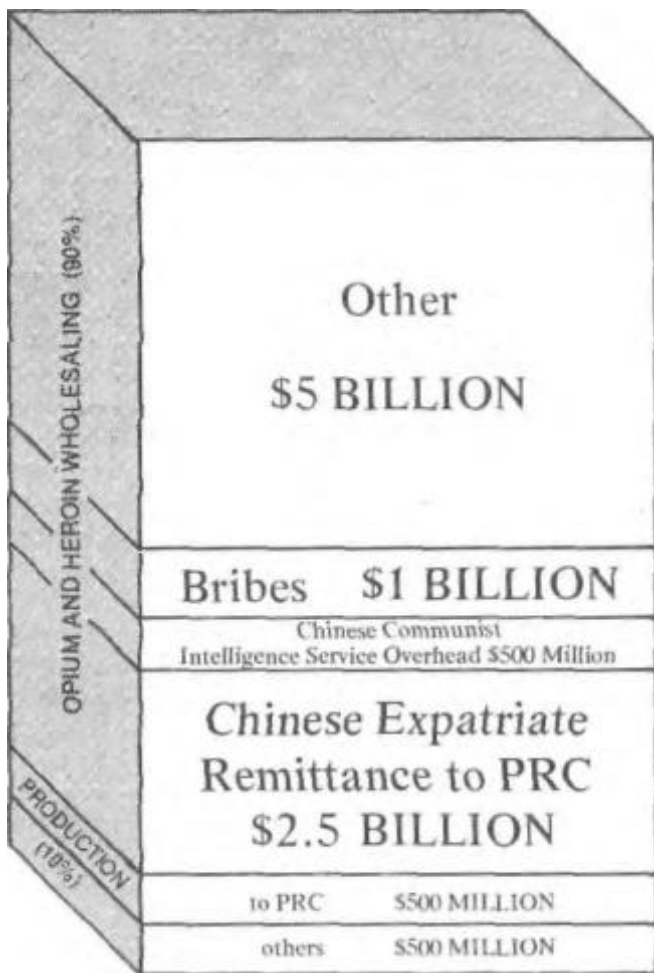 OPIUM AND HEROIN WHOLESALING (90%)
Other
$5 BILLION
Bribes $1 BILLION
Chinese Communist
Intelligence Service Overhead $500 Million
Chinese Expatriate
Remittance to PRC
$2.5 BILLION
PRODUCTION
(10%)
to PRC $500 MILLION
others $500 MILLION